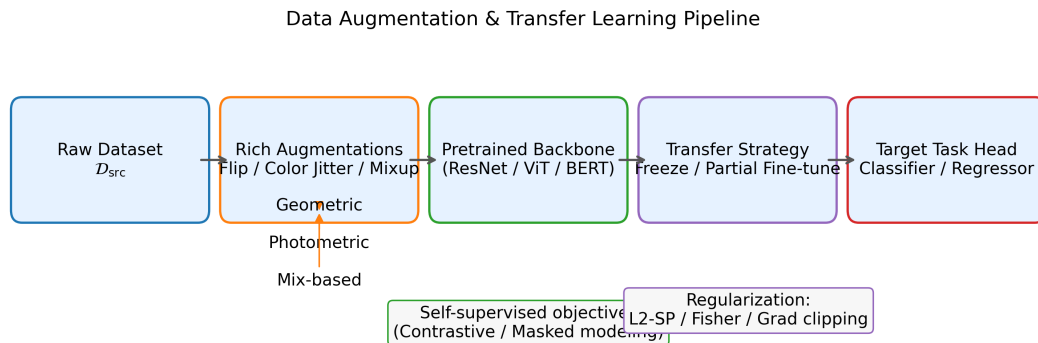 Data Augmentation & Transfer Learning Pipeline
Raw Dataset
𝒟src
Rich Augmentations
Flip / Color Jitter / Mixup
Pretrained Backbone
(ResNet / ViT / BERT)
Transfer Strategy
Freeze / Partial Fine-tune
Target Task Head
Classifier / Regressor
Geometric
Photometric
Mix-based
Self-supervised objective
(Contrastive / Masked modeling)
Regularization:
L2-SP / Fisher / Grad clipping